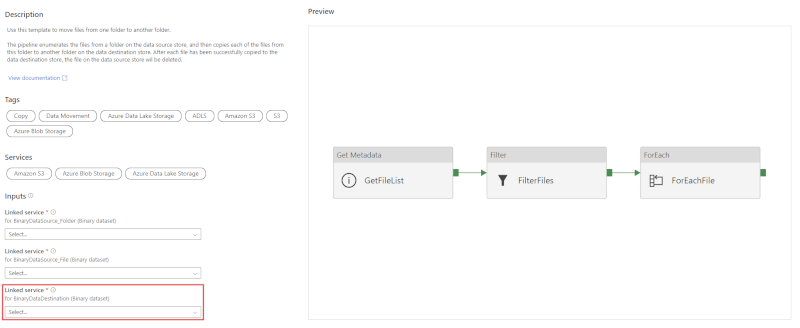 Description
Use this template to move files from one folder to another folder.
The pipeline enumerates the files from a folder on the data source store, and then copies each of the files from
this folder to another folder on the data destination store. After each file has been successfully copied to the
data destination store, the file on the data source store will be deleted.
View documentation
Tags
Copy
Data Movement
Azure Data Lake Storage
ADLS
Amazon S3
S3
Azure Blob Storage
Services
Amazon S3
Azure Blob Storage
Azure Data Lake Storage
Inputs
Linked service *
for BinaryDataSource_Folder (Binary dataset)
Select...
Linked service *
for BinaryDataSource_File (Binary dataset)
Select...
Linked service *
for BinaryDataDestination (Binary dataset)
Select...
Preview
Get Metadata
GetFileList
Filter
FilterFiles
ForEach
ForEachFile